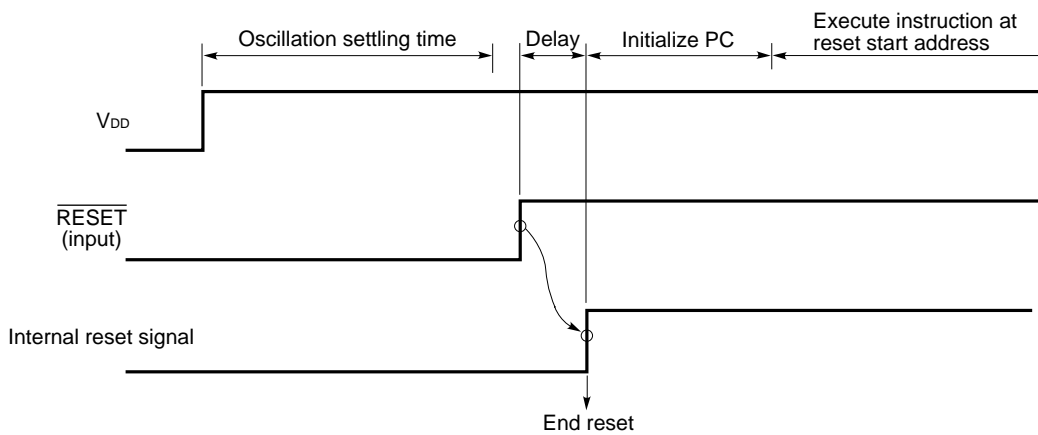 Oscillation settling time
Delay
Initialize PC
Execute instruction at
reset start address
VDD
RESET
(input)
Internal reset signal
End reset